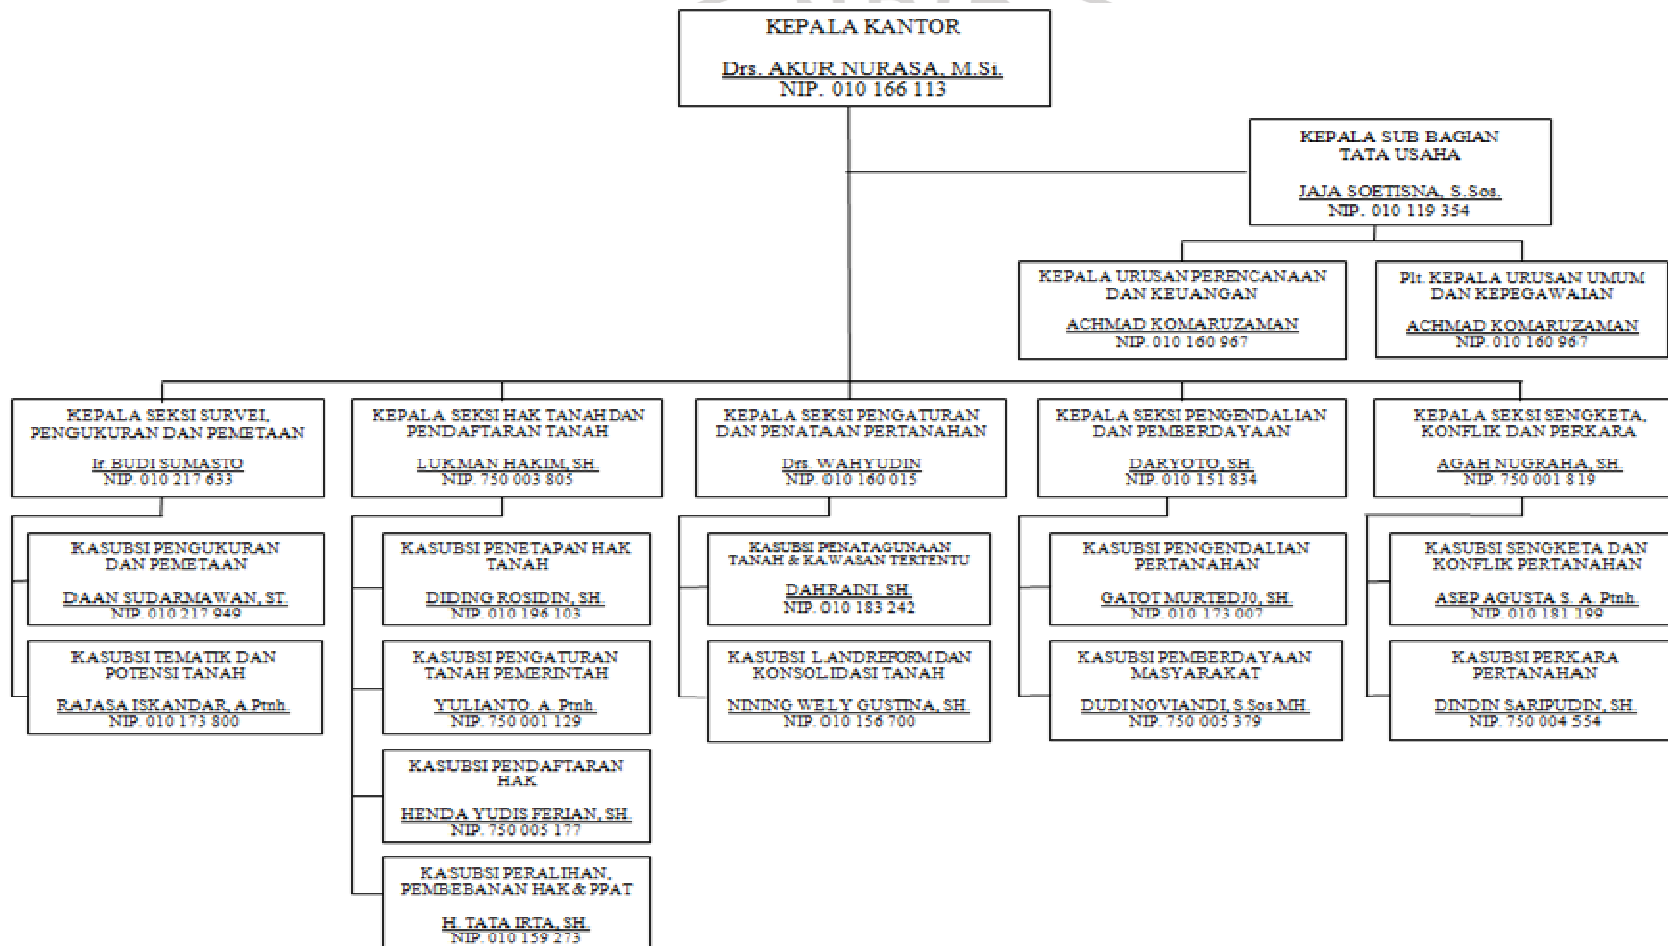 KEPALA KANTOR
Drs. AKUR NURASA, M.Si.
NIP. 010 166 113
KEPALA SUB BAGIAN
TATA USAHA
JAJA SOETISNA, S.Sos.
NIP. 010 119 354
KEPALA URUSAN PERENCANAAN
DAN KEUANGAN
ACHMAD KOMARUZAMAN
NIP. 010 160 967
Plt. KEPALA URUSAN UMUM
DAN KEPEGAWAIAN
ACHMAD KOMARUZAMAN
NIP. 010 160 967
KEPALA SEKSI SURVEI,
PENGUKURAN DAN PEMETAAN
Ir BUDI SUMASTO
NIP. 010 217 633
KEPALA SEKSI HAK TANAH DAN
PENDAFTARAN TANAH
LUKMAN HAKIM, SH.
NIP. 750 003 805
KEPALA SEKSI PENGATURAN
DAN PENATAAN PERTANAHAN
Drs. WAHYUDIN
NIP. 010 160 015
KEPALA SEKSI PENGENDALIAN
DAN PEMBERDAYAAN
DARYOTO, SH.
NIP. 010 151 834
KEPALA SEKSI SENGKETA,
KONFLIK DAN PERKARA
AGAH NUGRAHA, SH.
NIP. 750 001 819
KASUBSI PENGUKURAN
DAN PEMETAAN
DAAN SUDARMAWAN, ST.
NIP. 010 217 949
KASUBSI TEMATIK DAN
POTENSI TANAH
RAJASA ISKANDAR, A Ptnh.
NIP. 010 173 800
KASUBSI PENETAPAN HAK
TANAH
DIDING ROSIDIN, SH.
NIP. 010 196 103
KASUBSI PENGATURAN
TANAH PEMERINTAH
YULIANTO. A. Ptnh.
NIP. 750 001 129
KASUBSI PENDAFTARAN
HAK
HENDA YUDIS FERIAN, SH.
NIP. 750 005 177
KASUBSI PERALIHAN,
PEMBEBANAN HAK & PPAT
H. TATA IRTA, SH.
NIP. 010 159 273
KASUBSI PENATAGUNAAN
TANAH & KAWASAN TERTENTU
DAHRAINI. SH.
NIP. O10 183 242
KASUBSI LANDREFORM DAN
KONSOLIDASI TANAH
NINING WELY GUSTINA, SH.
NIP. O10 156 700
KASUBSI PENGENDALIAN
PERTANAHAN
GATOT MURTEDJ0, SH.
NIP. 010 173 007
KASUBSI PEMBERDAYAAN
MASYARAKAT
DUDI NOVIANDI, S.Sos.MH.
NIP. 750 005 379
KASUBSI SENGKETA DAN
KONFLIK PERTANAHAN
ASEP AGUSTA S. A. Ptnh.
NIP. 010 181 199
KASUBSI PERKARA
PERTANAHAN
DINDIN SARIPUDIN, SH.
NIP. 750 004 554